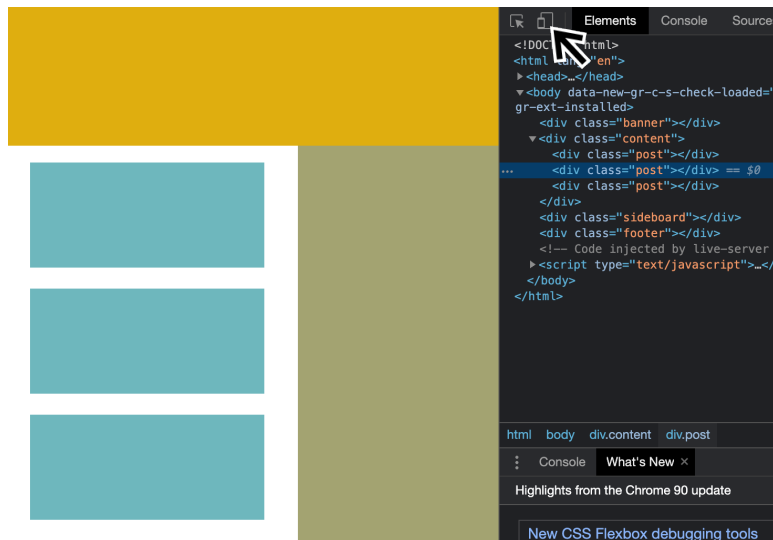 Elements Console Source
<!DOC html>
<html lang="en">
<head>…</head>
<body data-new-gr-c-s-check-loaded="
gr-ext-installed>
<div class="banner"></div>
<div class="content">
<div class="post"></div>
<div class="post"></div> == $0
<div class="post"></div>
</div>
<div class="sideboard"></div>
<div class="footer"></div>
<!-- Code injected by live-server
<script type="text/javascript">…</
</body>
</html>
html body div.content div.post
Console What's New ×
Highlights from the Chrome 90 update
New CSS Flexbox debugging tools